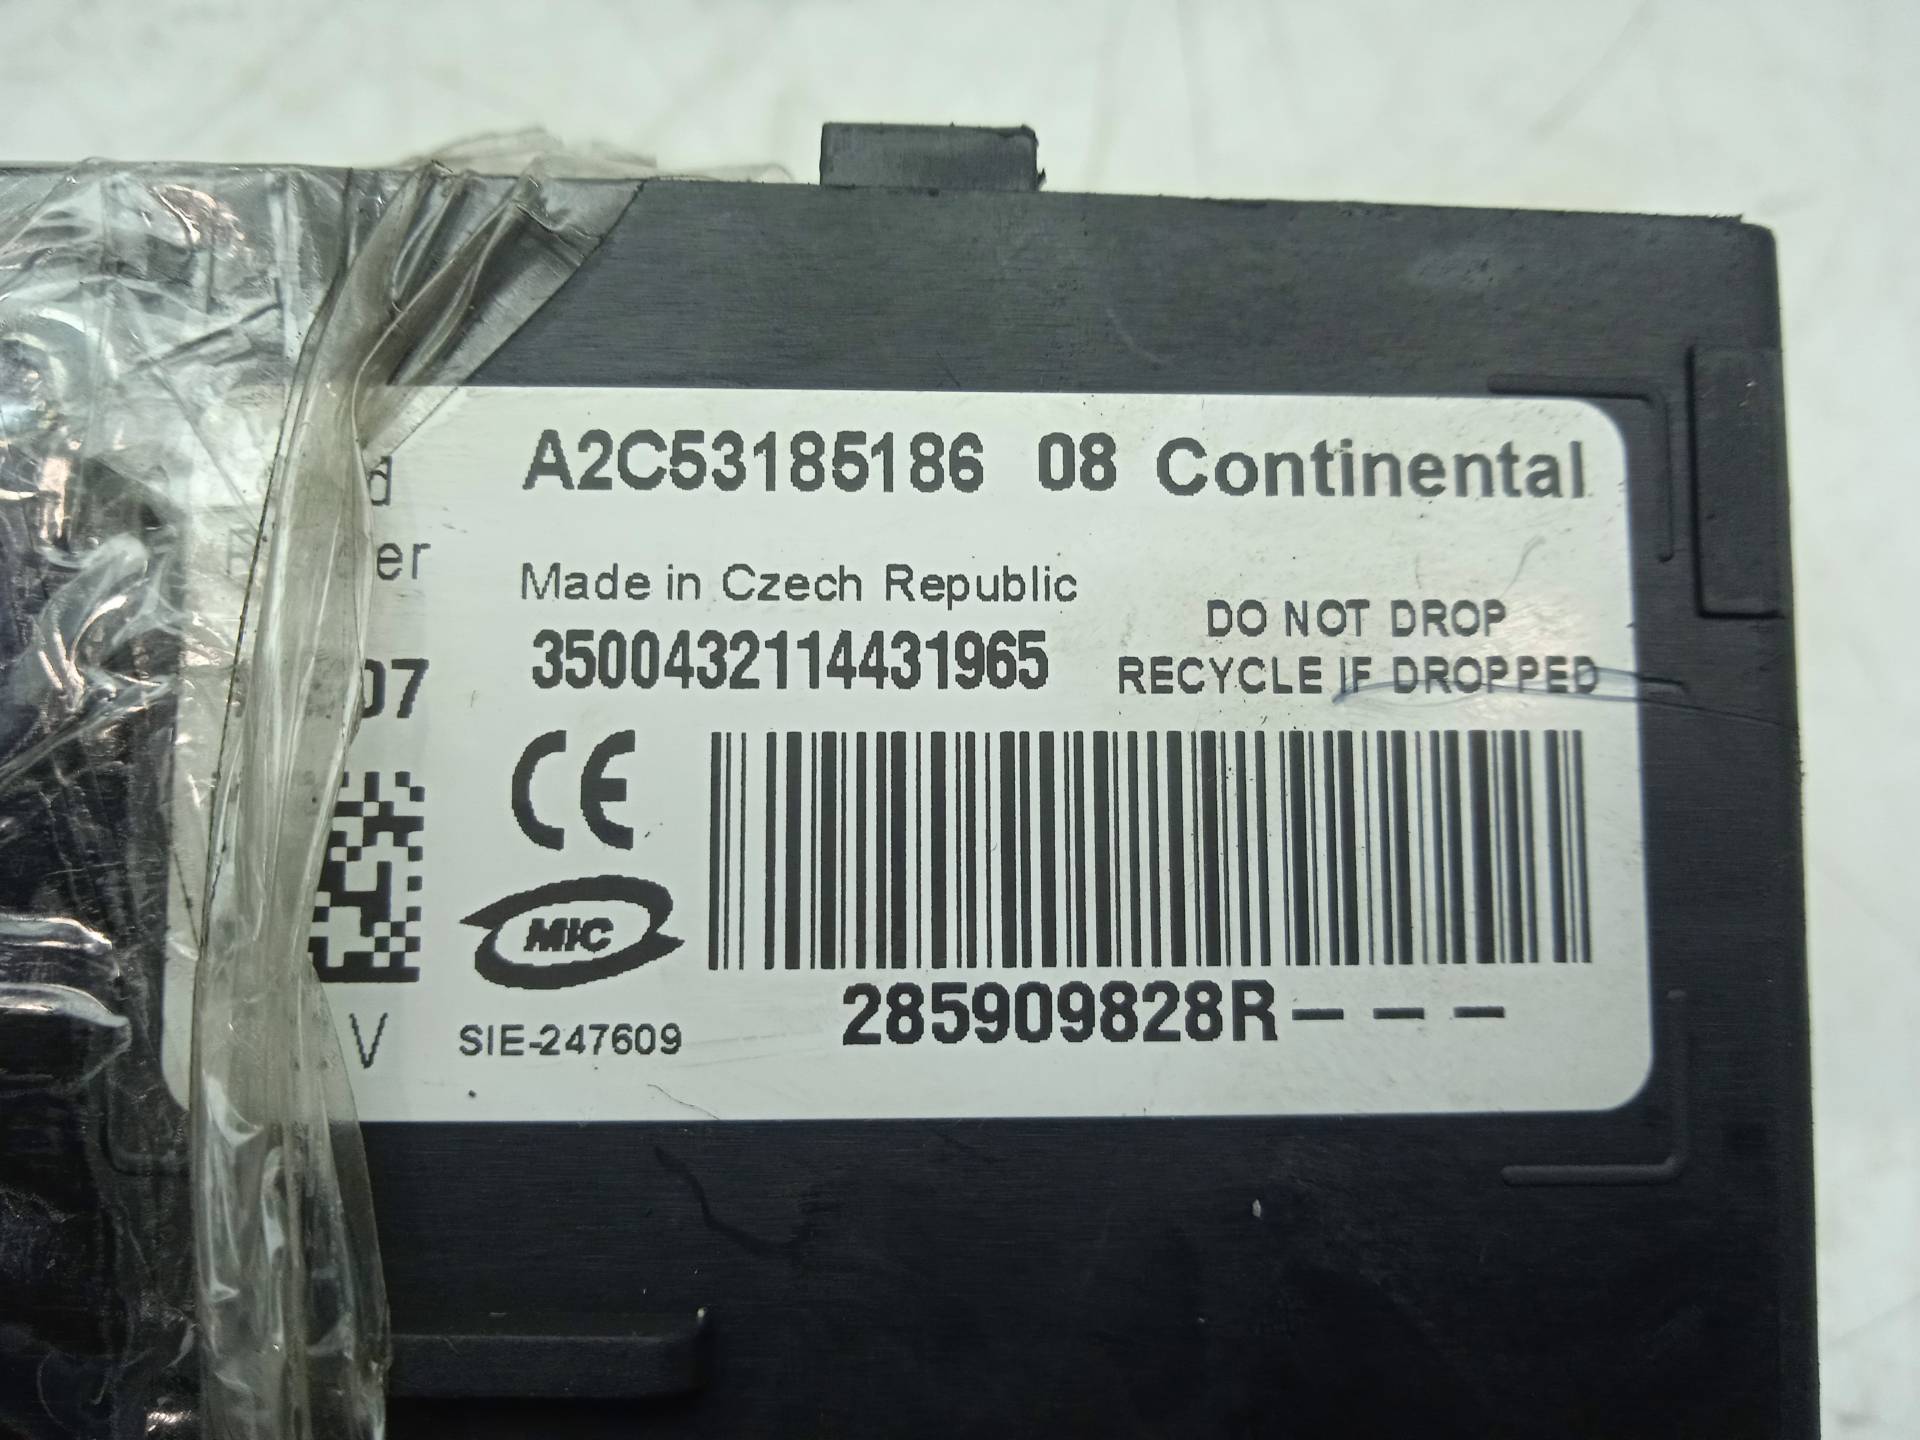 A2C53185186 08 Continental
Made in Czech Republic
DO NOT DROP
3500432114431965
RECYCLE IF DROPPED
07
CE
MIC
V SIE-247609
285909828R---